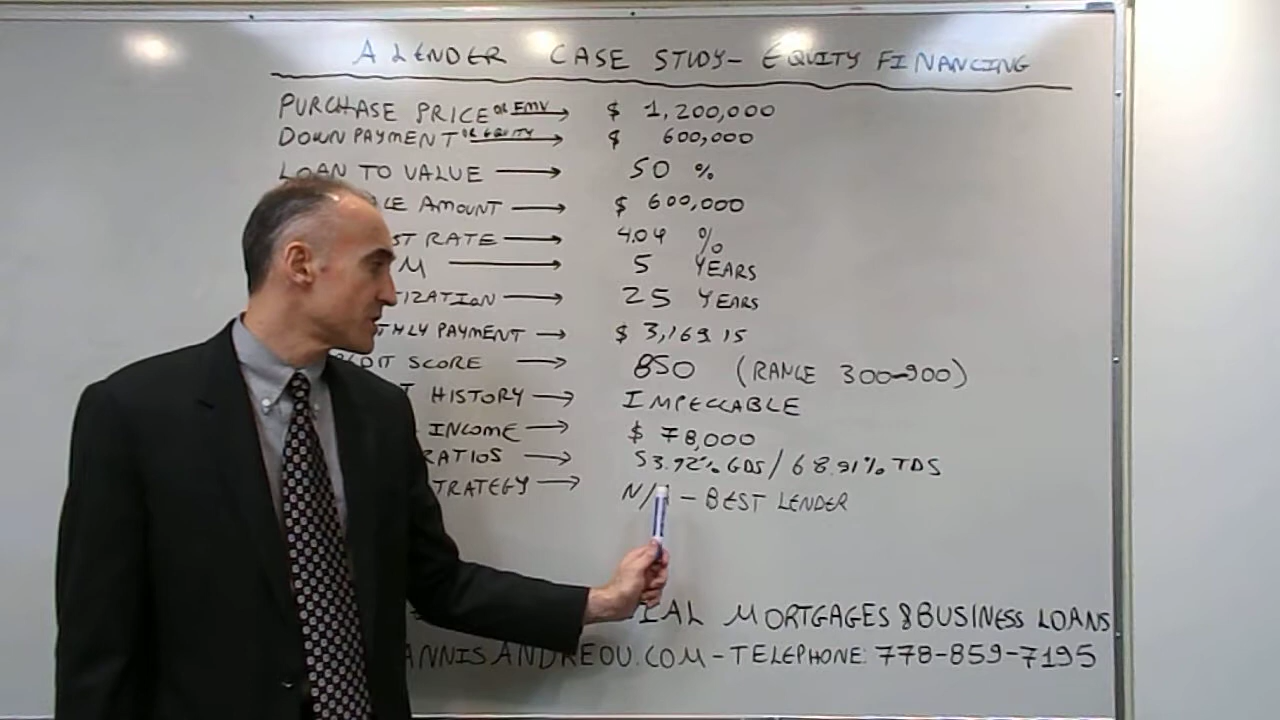 A LENDER CASE STUDY- EQUITY FINANCING
PURCHASE PRICE OR EMV → $ 1,200,000
DOWN PAYMENT OR EQUITY → $ 600,000
LOAN TO VALUE → 50 %
LE AMOUNT → $ 600,000
ST RATE → 4.04 %
M → 5 YEARS
TIZATION → 25 YEARS
THLY PAYMENT → $ 3,169.15
EDIT SCORE → 850 (RANGE 300-900)
T HISTORY → IMPECCABLE
INCOME → $ 78,000
RATIOS → 53.92% GDS / 68.91% TDS
TRATEGY → N/ - BEST LENDER
IAL MORTGAGES & BUSINESS LOANS
ANNISANDREOU.COM - TELEPHONE: 778-859-7195